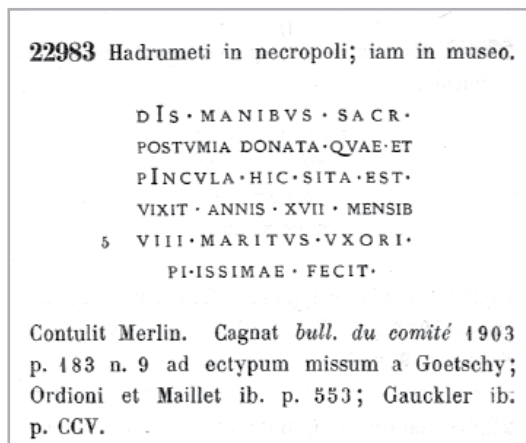 22983 Hadrumeti in necropoli; iam in museo.
DIS · MANIBVS · SACR·
POSTVMIA DONATA·QVAE·ET
PINCVLA·HIC·SITA·EST·
VIXIT · ANNIS · XVII · MENSIB
5 VIII·MARITVS·VXORI·
PI·ISSIMAE · FECIT·
Contulit Merlin. Cagnat bull. du comité 1903
p. 183 n. 9 ad ectypum missum a Goetschy;
Ordioni et Maillet ib. p. 553; Gauckler ib.
p. CCV.